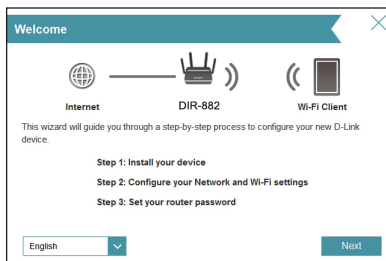 Welcome
Internet
DIR-882
Wi-Fi Client
This wizard will guide you through a step-by-step process to configure your new D-Link
device.
Step 1: Install your device
Step 2: Configure your Network and Wi-Fi settings
Step 3: Set your router password
English
Next